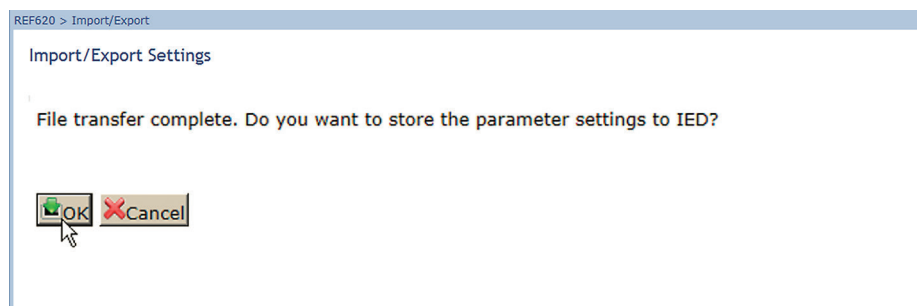 REF620 > Import/Export
Import/Export Settings
File transfer complete. Do you want to store the parameter settings to IED?
OK Cancel